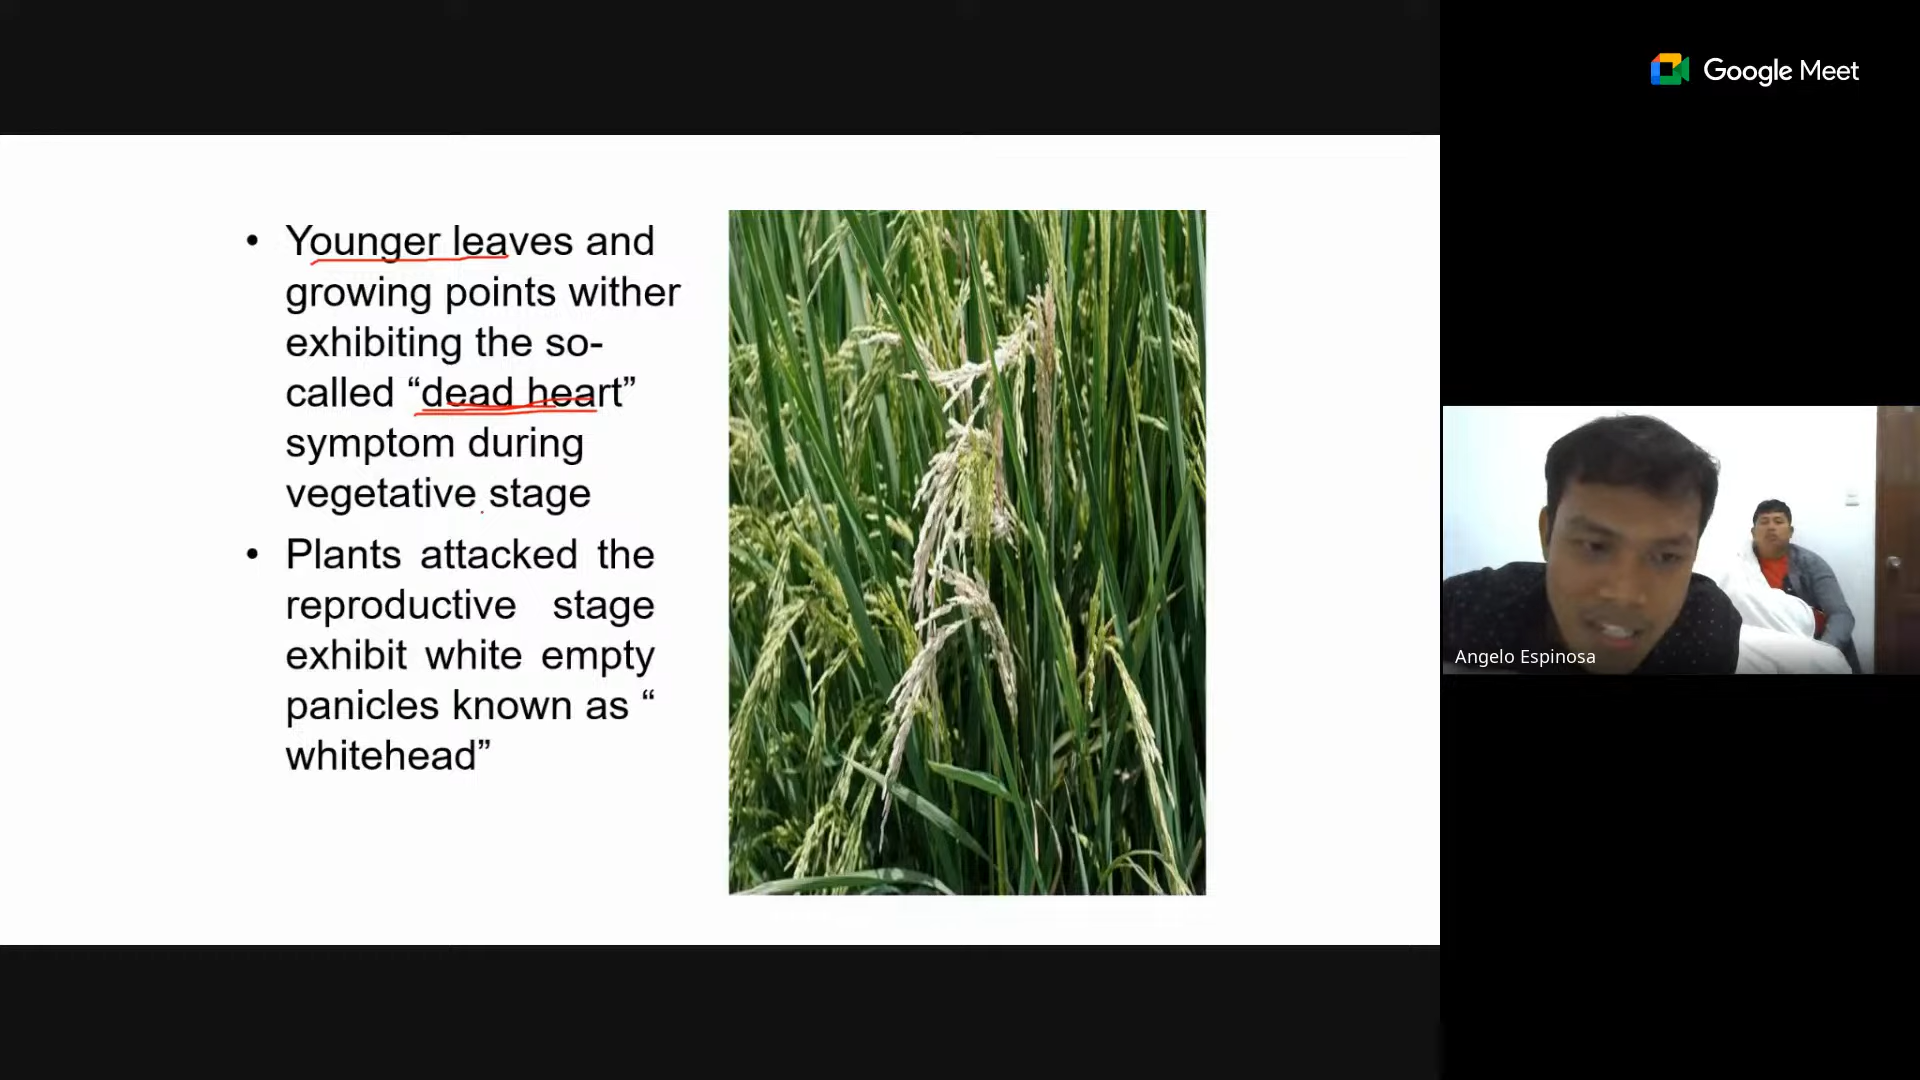 Google Meet
• Younger leaves and
growing points wither
exhibiting the so-
called “dead heart”
symptom during
vegetative stage
• Plants attacked the
reproductive stage
exhibit white empty
panicles known as “
whitehead”
Angelo Espinosa